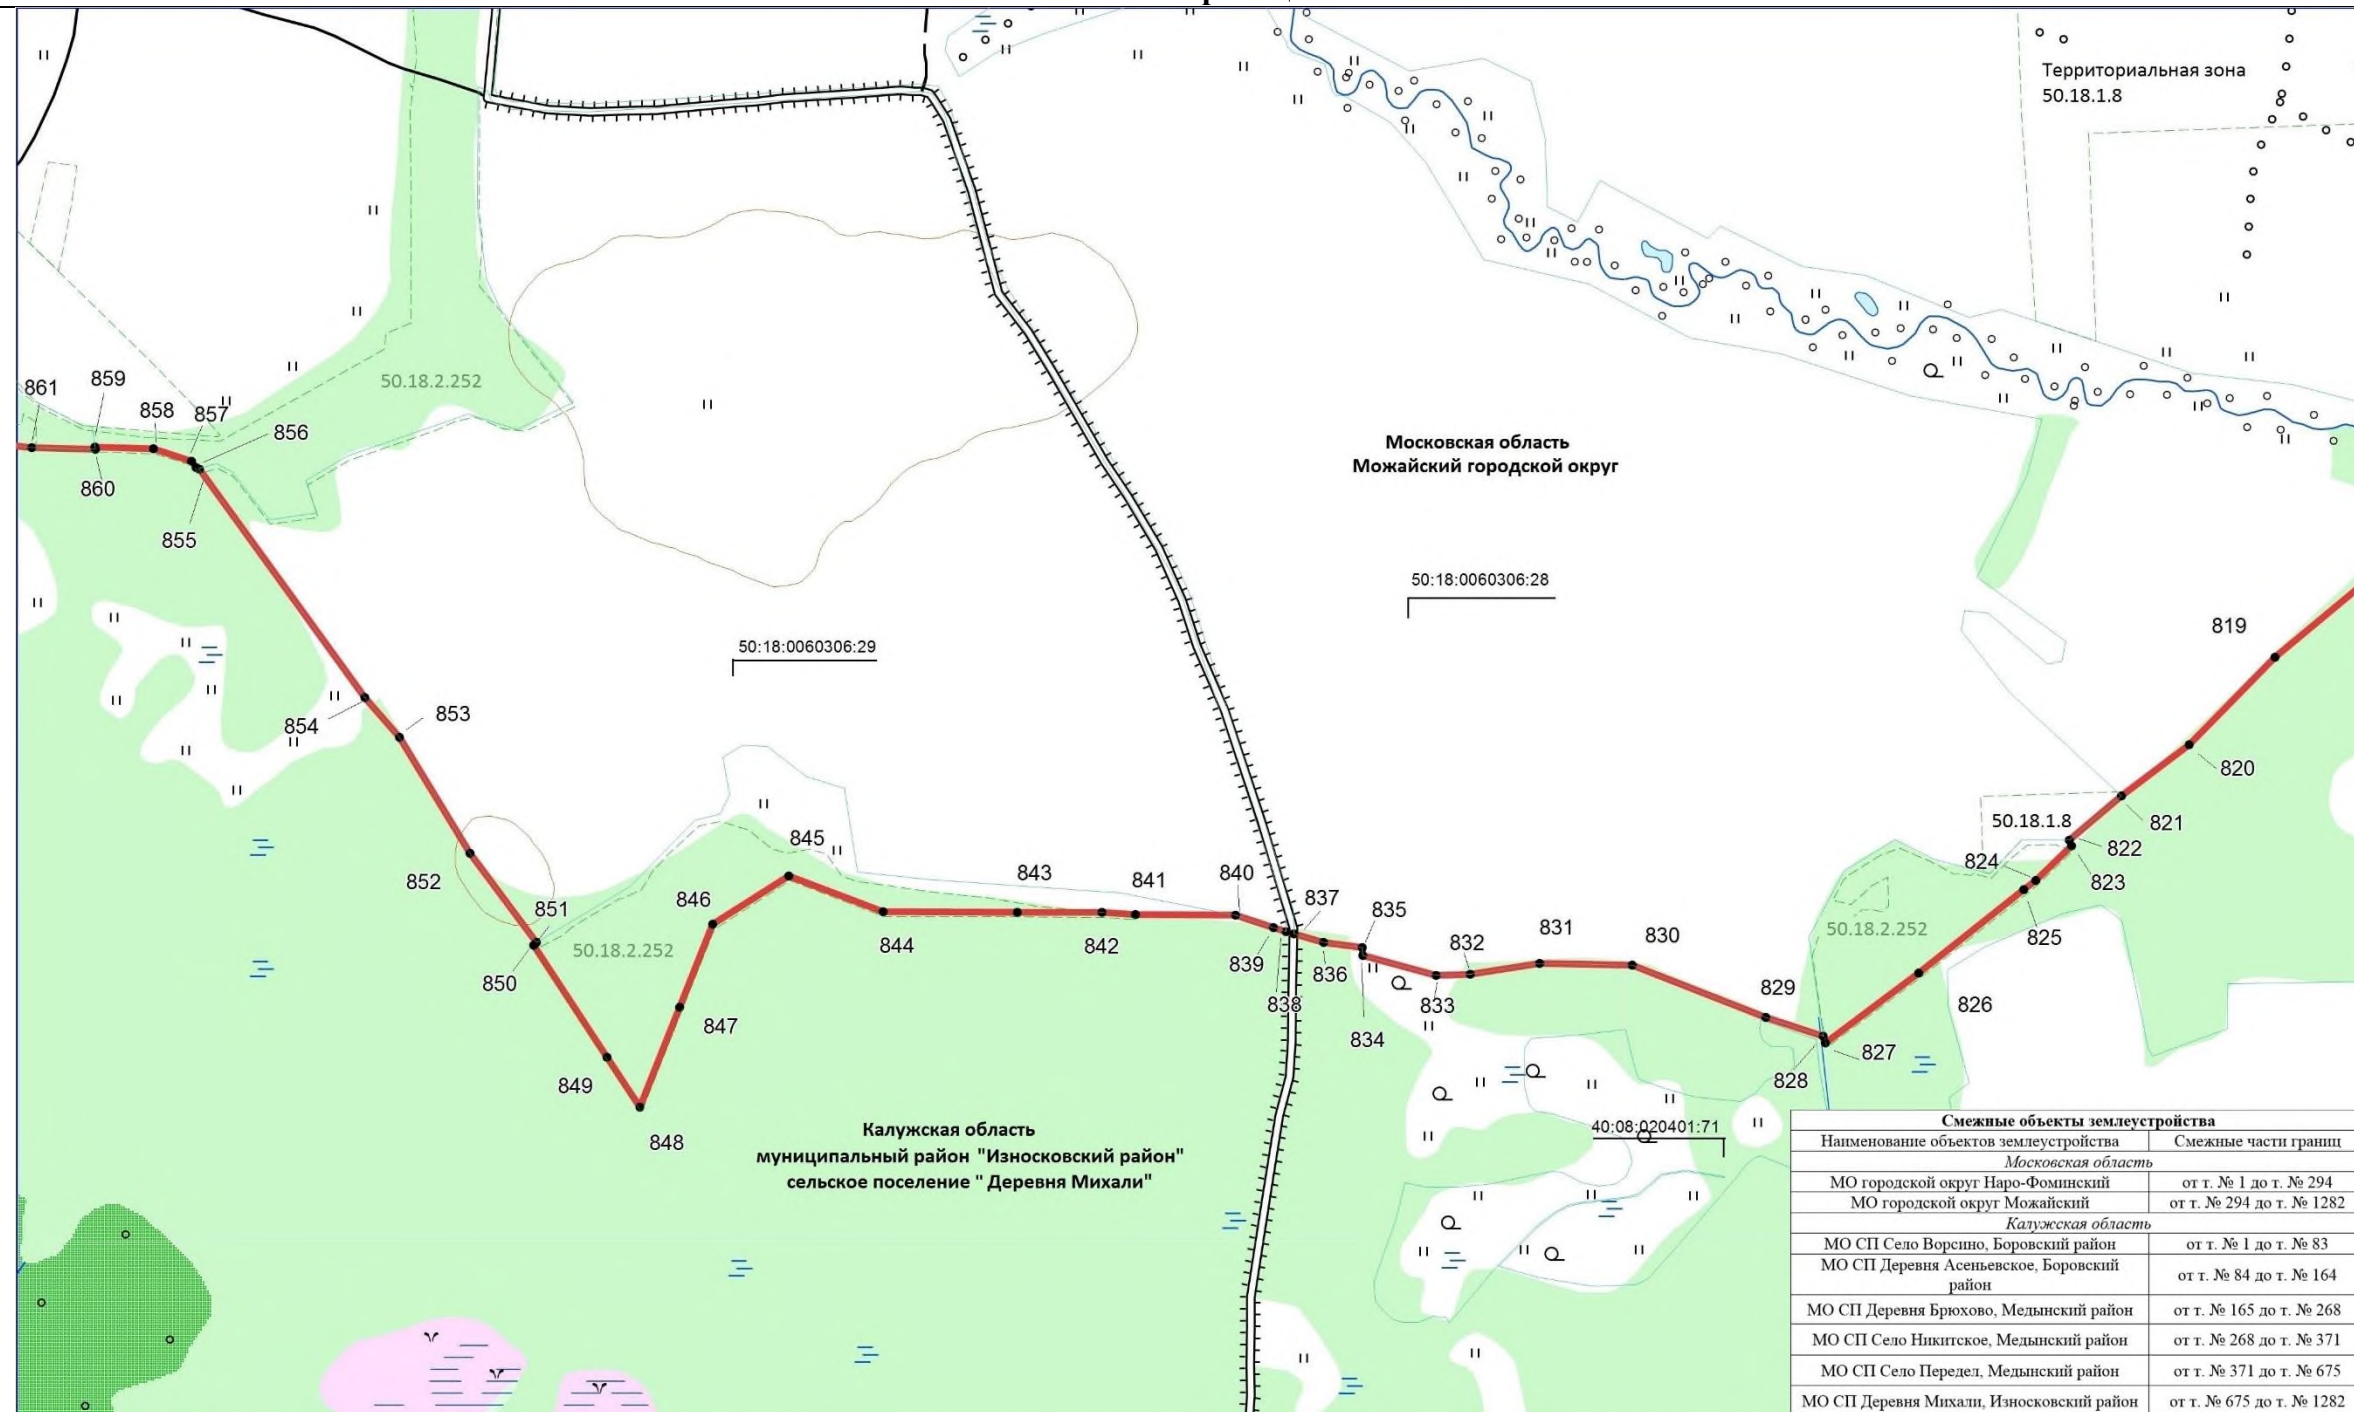 Территориальная зона
50.18.1.8
861
859
858
857
856
50.18.2.252
860
855
Московская область
Можайский городской округ
50:18:0060306:28
50:18:0060306:29
819
854
853
820
821
50.18.1.8
822
823
824
825
845
852
846
851
850
50.18.2.252
843
841
840
837
835
844
842
839
838
836
834
833
832
831
830
829
50.18.2.252
826
827
828
847
849
848
Калужская область
муниципальный район "Износковский район"
сельское поселение " Деревня Михали"
40:08:020401:71
Смежные объекты землеустройства
Наименование объектов землеустройства Смежные части границ
Московская область
МО городской округ Наро-Фоминский от т. № 1 до т. № 294
МО городской округ Можайский от т. № 294 до т. № 1282
Калужская область
МО СП Село Ворсино, Боровский район от т. № 1 до т. № 83
МО СП Деревня Асеньевское, Боровский
район от т. № 84 до т. № 164
МО СП Деревня Брюхово, Медынский район от т. № 165 до т. № 268
МО СП Село Никитское, Медынский район от т. № 268 до т. № 371
МО СП Село Передел, Медынский район от т. № 371 до т. № 675
МО СП Деревня Михали, Износковский район от т. № 675 до т. № 1282